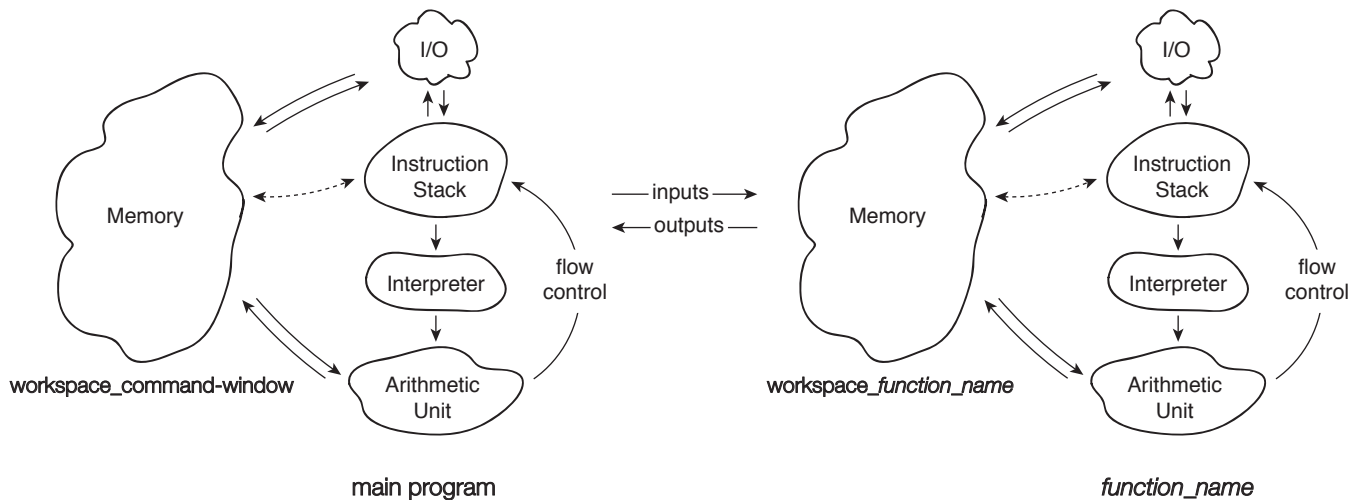 I/O
Instruction
Stack
Memory
Interpreter
flow
control
Arithmetic
Unit
workspace_command-window
main program
inputs
outputs
I/O
Instruction
Stack
Memory
Interpreter
flow
control
Arithmetic
Unit
workspace_function_name
function_name